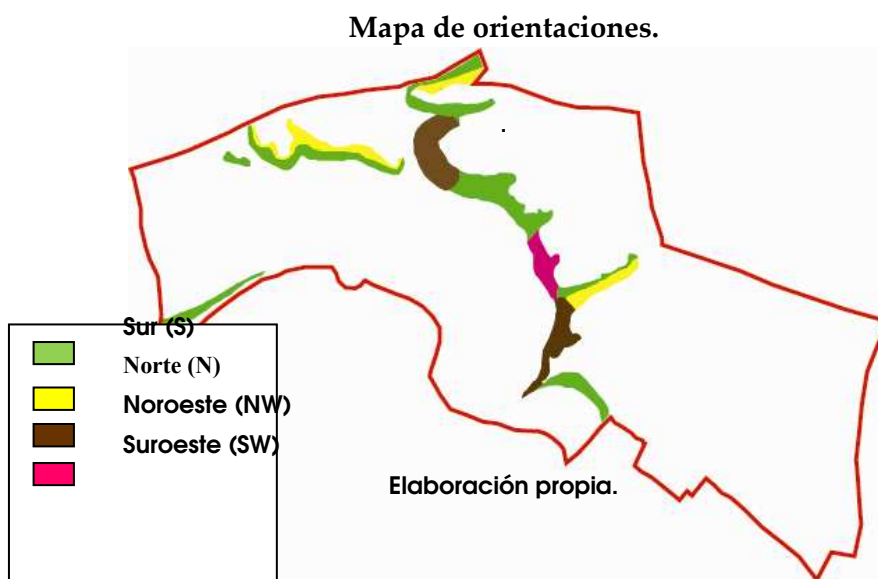 Mapa de orientaciones.
Sur (S)
Norte (N)
Noroeste (NW)
Suroeste (SW)
Elaboración propia.